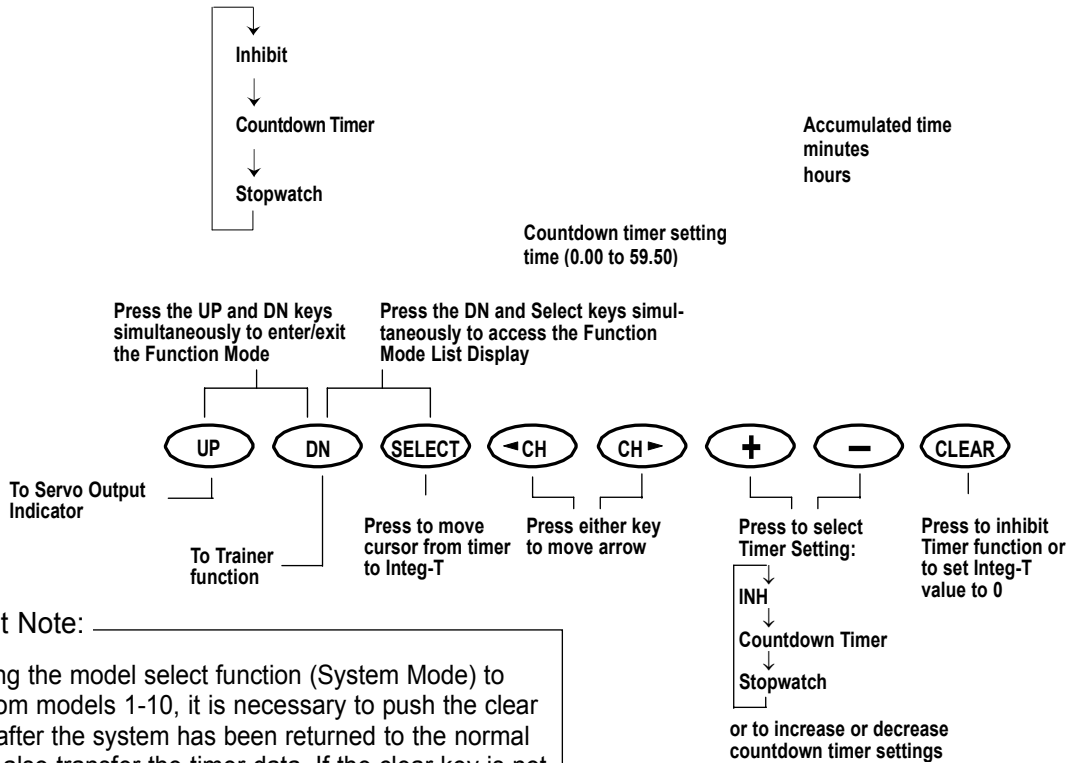 Inhibit
Countdown Timer
Stopwatch
Accumulated time
minutes
hours
Countdown timer setting
time (0.00 to 59.50)
Press the UP and DN keys
simultaneously to enter/exit
the Function Mode
Press the DN and Select keys simul-
taneously to access the Function
Mode List Display
UP
DN
SELECT
◄CH
CH►
+
−
CLEAR
To Servo Output
Indicator
To Trainer
function
Press to move
cursor from timer
to Integ-T
Press either key
to move arrow
Press to select
Timer Setting:
INH
Countdown Timer
Stopwatch
or to increase or decrease
countdown timer settings
Press to inhibit
Timer function or
to set Integ-T
value to 0
t Note:
ng the model select function (System Mode) to
om models 1-10, it is necessary to push the clear
after the system has been returned to the normal
also transfer the timer data. If the clear key is not